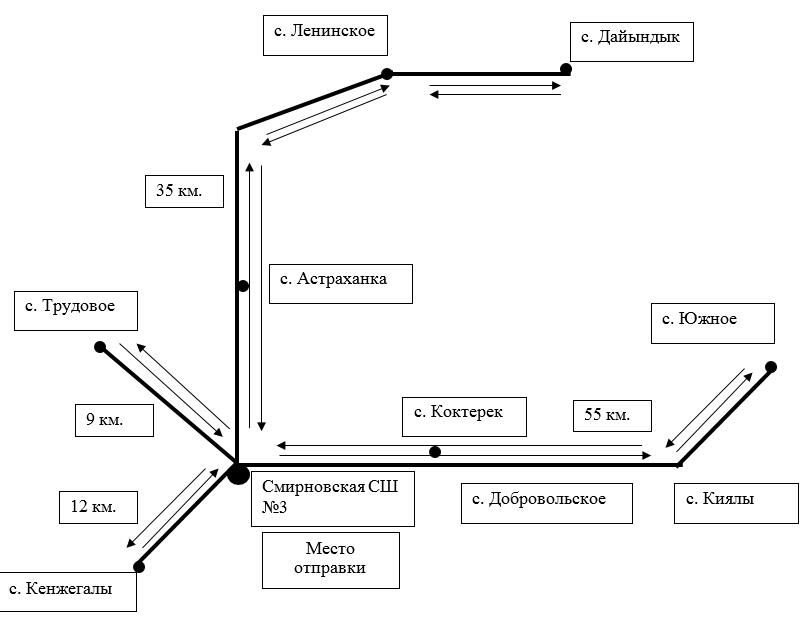 с. Ленинское
с. Дайындык
35 км.
с. Астраханка
с. Трудовое
с. Южное
9 км.
с. Коктерек
55 км.
12 км.
Смирновская СШ
№3
с. Добровольское
с. Киялы
Место
отправки
с. Кенжегалы